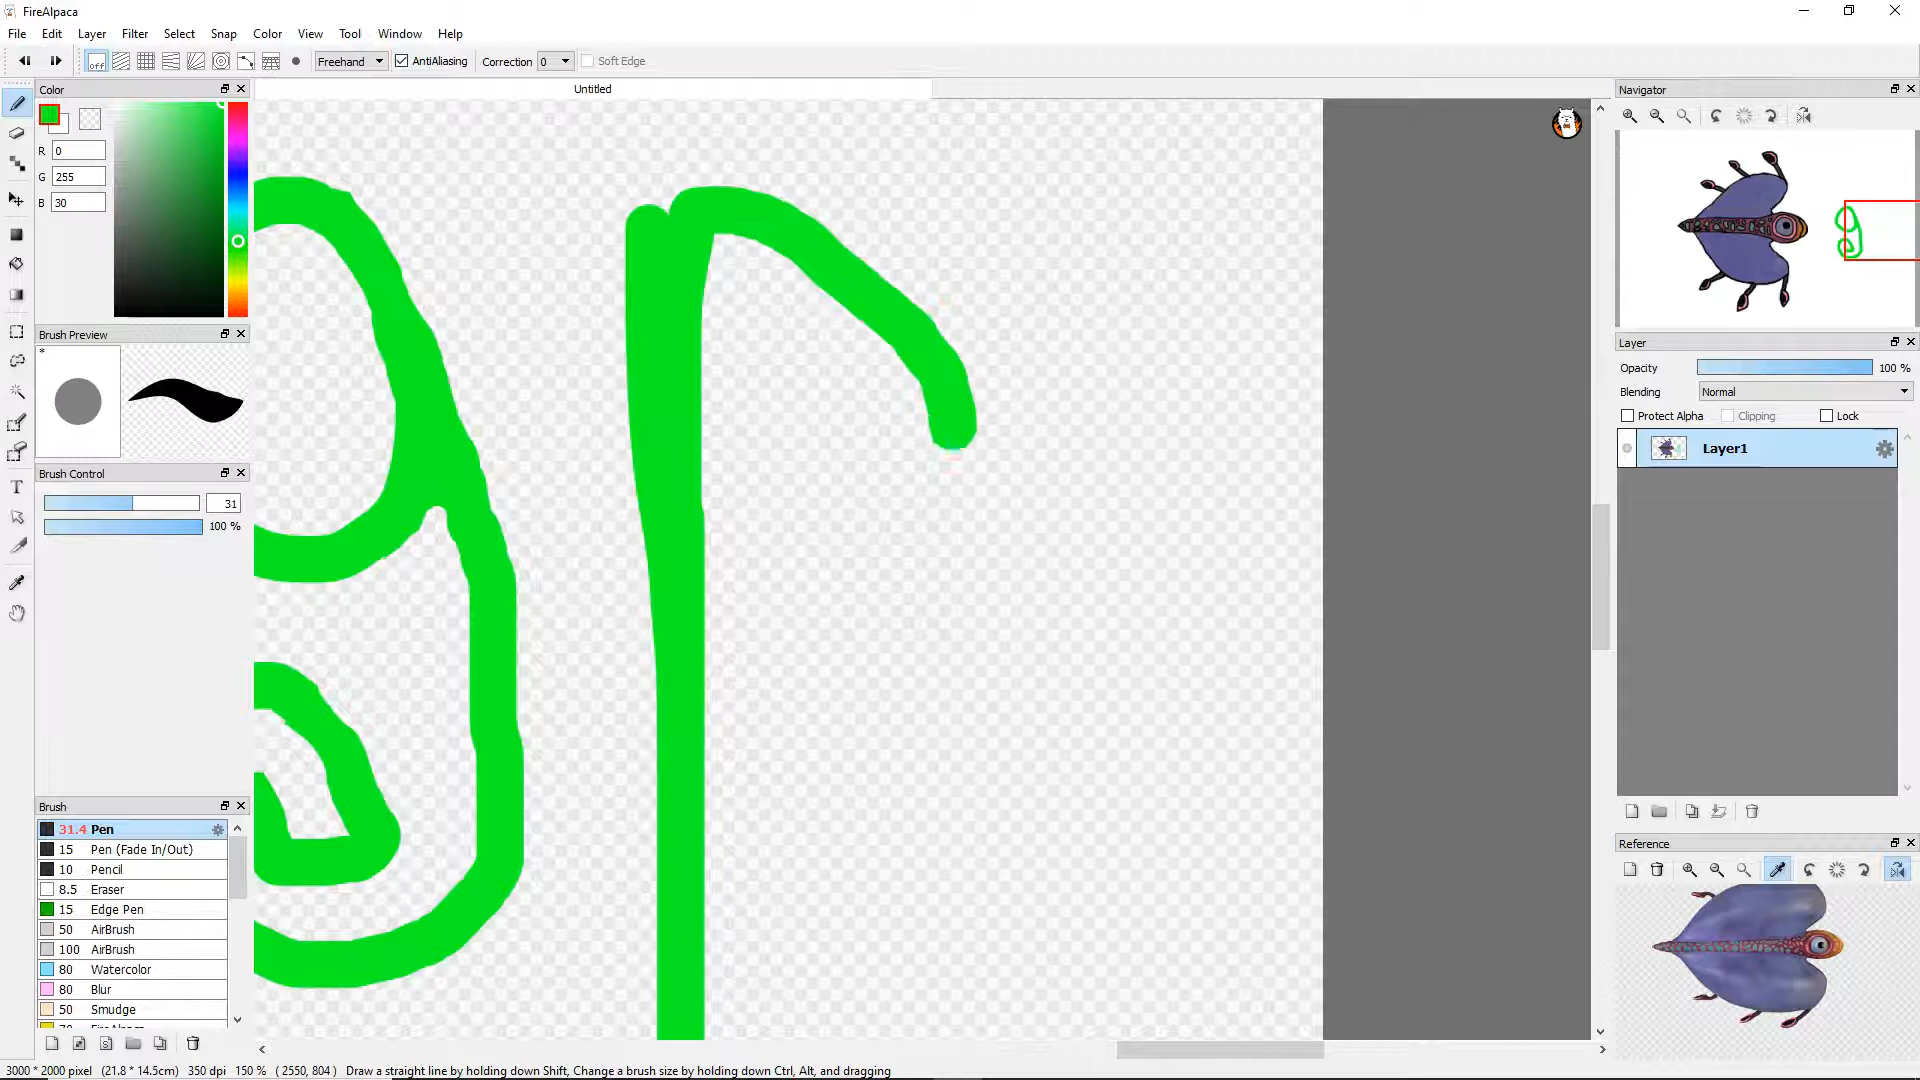 FireAlpaca
File Edit Layer Filter Select Snap Color View Tool Window Help
off Freehand AntiAliasing Correction 0 Soft Edge
Color
R 0
G 255
B 30
Brush Preview
*
Brush Control
31
100 %
Brush
31.4 Pen
15 Pen (Fade In/Out)
10 Pencil
8.5 Eraser
15 Edge Pen
50 AirBrush
100 AirBrush
80 Watercolor
80 Blur
50 Smudge
Untitled
Navigator
Layer
Opacity 100 %
Blending Normal
Protect Alpha Clipping Lock
Layer1
Reference
3000 * 2000 pixel (21.8 * 14.5cm) 350 dpi 150 % ( 2550, 804 ) Draw a straight line by holding down Shift, Change a brush size by holding down Ctrl, Alt, and dragging